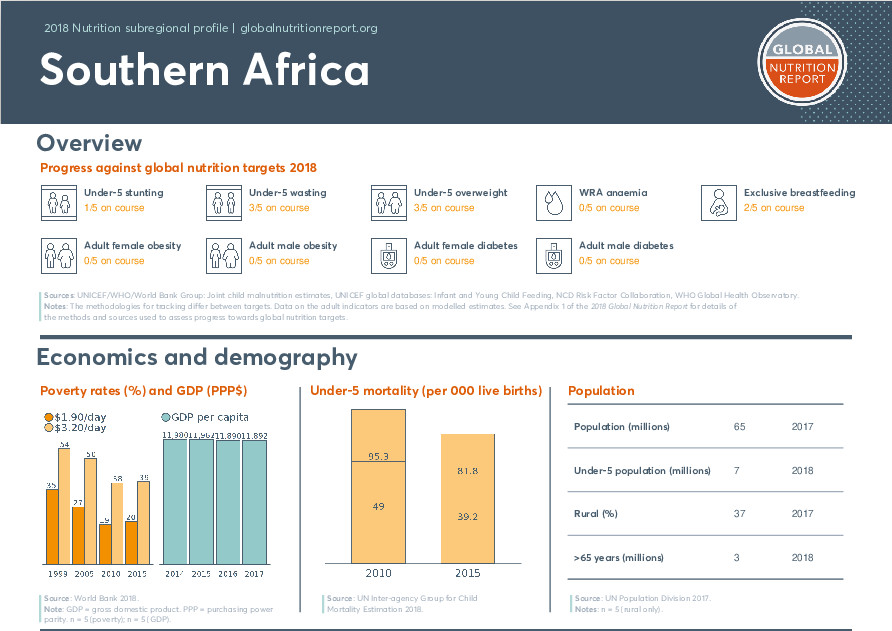 2018 Nutrition subregional profile | globalnutritionreport.org
Southern Africa
GLOBAL
NUTRITION
REPORT
Overview
Progress against global nutrition targets 2018
Under-5 stunting
1/5 on course
Under-5 wasting
3/5 on course
Under-5 overweight
3/5 on course
WRA anaemia
0/5 on course
Exclusive breastfeeding
2/5 on course
Adult female obesity
0/5 on course
Adult male obesity
0/5 on course
Adult female diabetes
0/5 on course
Adult male diabetes
0/5 on course
Sources: UNICEF/WHO/World Bank Group: Joint child malnutrition estimates; UNICEF global databases: Infant and Young Child Feeding, NCD Risk Factor Collaboration, WHO Global Health Observatory.
Notes: The methodologies for tracking differ between targets. Data on the adult indicators are based on modelled estimates. See Appendix 1 of the 2018 Global Nutrition Report for details of
the methods and sources used to assess progress towards global nutrition targets.
Economics and demography
Poverty rates (%) and GDP (PPP$)
$1.90/day
$3.20/day
GDP per capita
35 54 27 50 38 20 39
1999 2005 2010 2015
11,980 11,962 11,890 11,892
2014 2015 2016 2017
Source: World Bank 2018.
Note: GDP = gross domestic product. PPP = purchasing power
parity. n = 5 (poverty); n = 5 (GDP).
Under-5 mortality (per 000 live births)
95.3
49
81.8
39.2
2010 2015
Source: UN Inter-agency Group for Child
Mortality Estimation 2018.
Population
Population (millions) 65 2017
Under-5 population (millions) 7 2018
Rural (%) 37 2017
>65 years (millions) 3 2018
Source: UN Population Division 2017.
Notes: n = 5 (rural only).